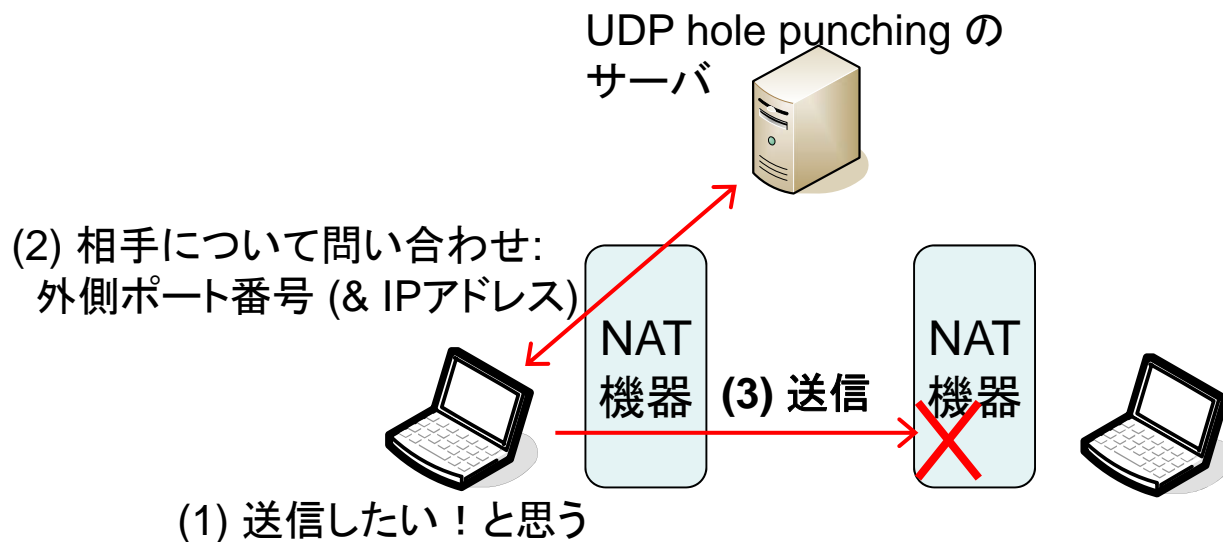 UDP hole punching の
サーバ
(2) 相手について問い合わせ:
外側ポート番号 (& IPアドレス)
NAT
機器
(3) 送信
NAT
機器
(1) 送信したい！と思う